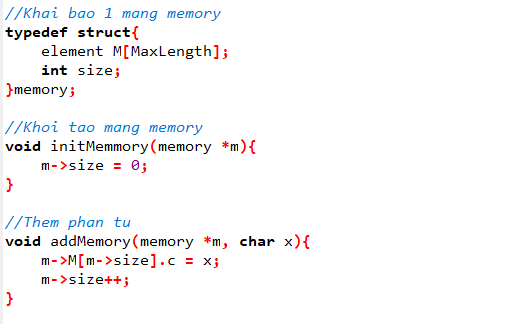 //Khai bao 1 mang memory
typedef struct{
    element M[MaxLength];
    int size;
}memory;
//Khoi tao mang memory
void initMemmory(memory *m){
    m->size = 0;
}
//Them phan tu
void addMemory(memory *m, char x){
    m->M[m->size].c = x;
    m->size++;
}